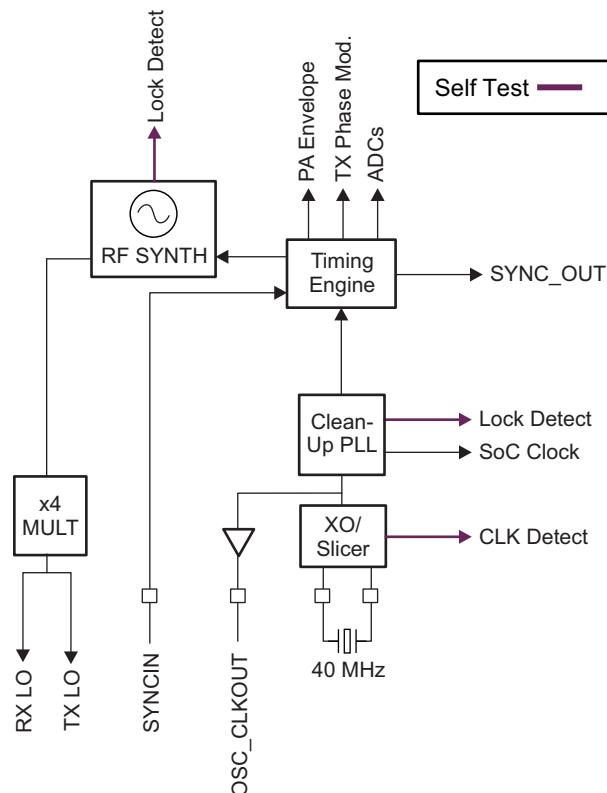 Lock Detect
PA Envelope
TX Phase Mod.
ADCs
Self Test
RF SYNTH
Timing
Engine
SYNC_OUT
Clean-
Up PLL
Lock Detect
SoC Clock
x4
MULT
XO/
Slicer
CLK Detect
40 MHz
RX LO
TX LO
SYNCIN
OSC_CLKOUT